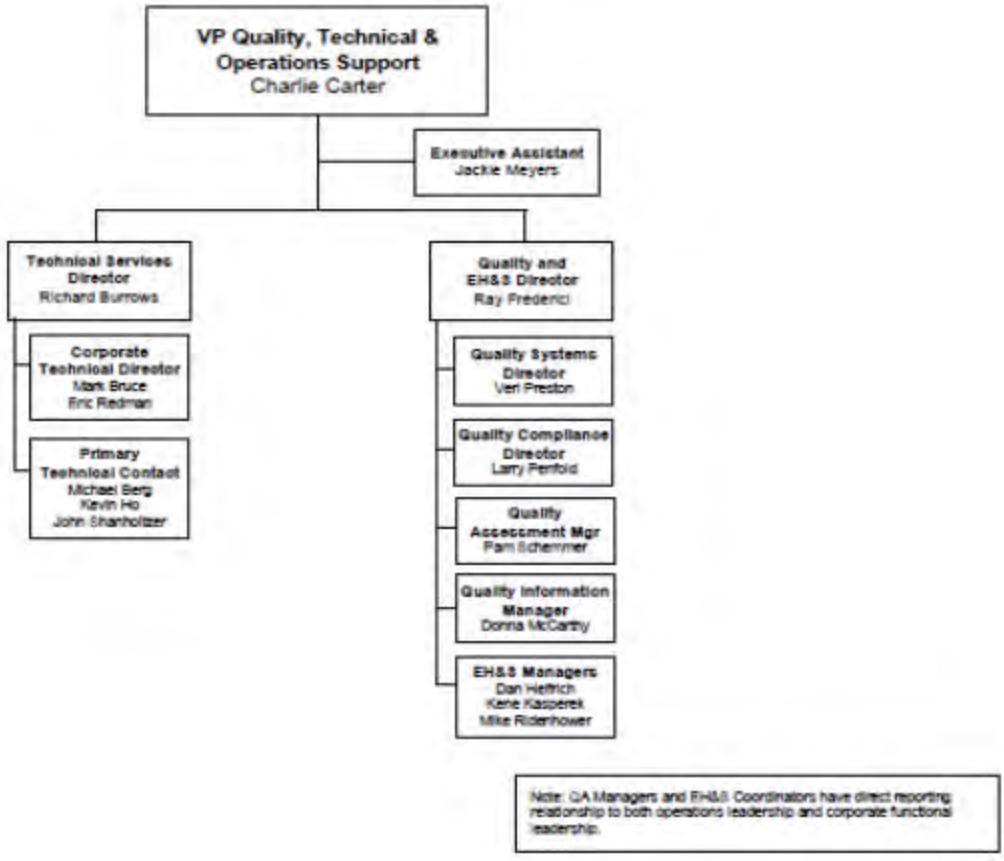 VP Quality, Technical &
Operations Support
Charlie Carter
Executive Assistant
Jackie Meyers
Technical Services
Director
Richard Burrows
Quality and
EH&S Director
Ray Frederici
Corporate
Technical Director
Mark Bruce
Eric Redman
Primary
Technical Contact
Michael Berg
Kevin Ho
John Shanholtzer
Quality Systems
Director
Verl Preston
Quality Compliance
Director
Larry Penfold
Quality
Assessment Mgr
Pam Schemmer
Quality Information
Manager
Donna McCarthy
EH&S Managers
Dan Helfrich
Kene Kasperek
Mike Ridenhower
Note: QA Managers and EH&S Coordinators have direct reporting
relationship to both operations leadership and corporate functional
leadership.